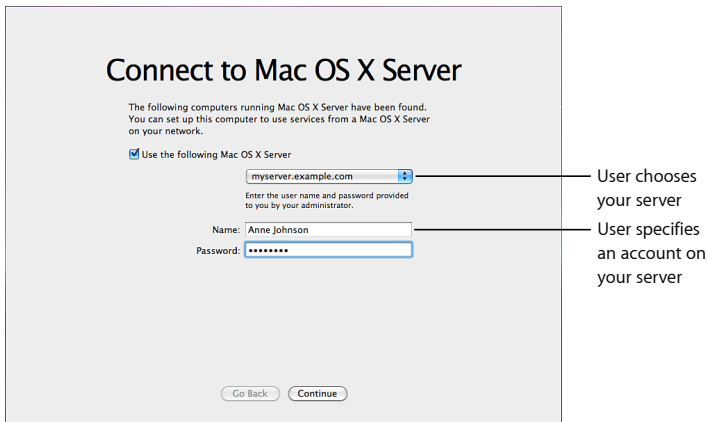 Connect to Mac OS X Server
The following computers running Mac OS X Server have been found.
You can set up this computer to use services from a Mac OS X Server
on your network.
Use the following Mac OS X Server
myserver.example.com
Enter the user name and password provided
to you by your administrator.
Name: Anne Johnson
Password: ••••••••
Go Back Continue
User chooses
your server
User specifies
an account on
your server